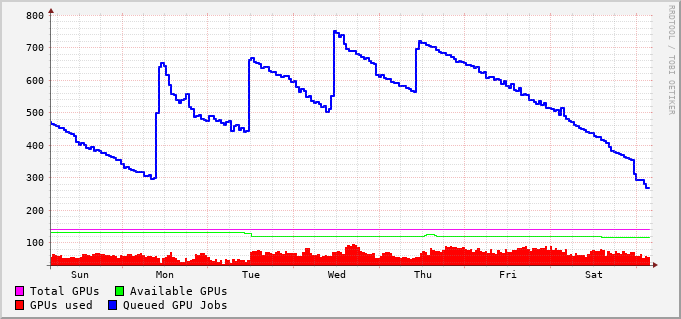 800
700
600
500
400
300
200
100
Sun Mon Tue Wed Thu Fri Sat
RRDTOOL / TOBI OETIKER
Total GPUs Available GPUs
GPUs used Queued GPU Jobs